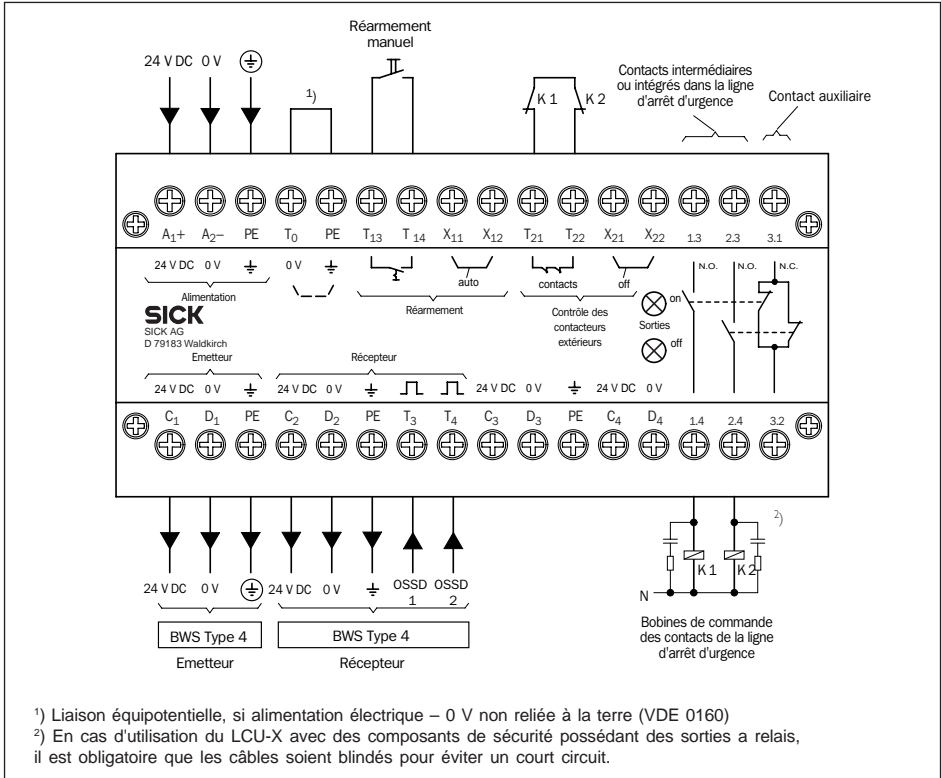 Réarmement
manuel
24 V DC 0 V
1)
K 1 K 2
Contacts intermédiaires
ou intégrés dans la ligne
d'arrêt d'urgence
Contact auxiliaire
A1+ A2– PE T0 PE T13 T 14 X11 X12 T21 T22 X21 X22 1.3 2.3 3.1
24 VDC 0 V 0 V auto contacts off N.O. N.O. N.C.
Alimentation
Réarmement
Contrôle des
contacteurs
extérieurs
on
Sorties
off
SICK
SICK AG
D 79183 Waldkirch
Emetteur Récepteur
24 VDC 0 V 24 VDC 0 V 24 VDC 0 V 24 VDC 0 V
C1 D1 PE C2 D2 PE T3 T4 C3 D3 PE C4 D4 1.4 2.4 3.2
2)
24 V DC 0 V 24 V DC 0 V OSSD OSSD
1 2
K 1 K 2
N
BWS Type 4 BWS Type 4
Emetteur Récepteur
Bobines de commande
des contacts de la ligne
d'arrêt d'urgence
1) Liaison équipotentielle, si alimentation électrique – 0 V non reliée à la terre (VDE 0160)
2) En cas d'utilisation du LCU-X avec des composants de sécurité possédant des sorties a relais,
il est obligatoire que les câbles soient blindés pour éviter un court circuit.